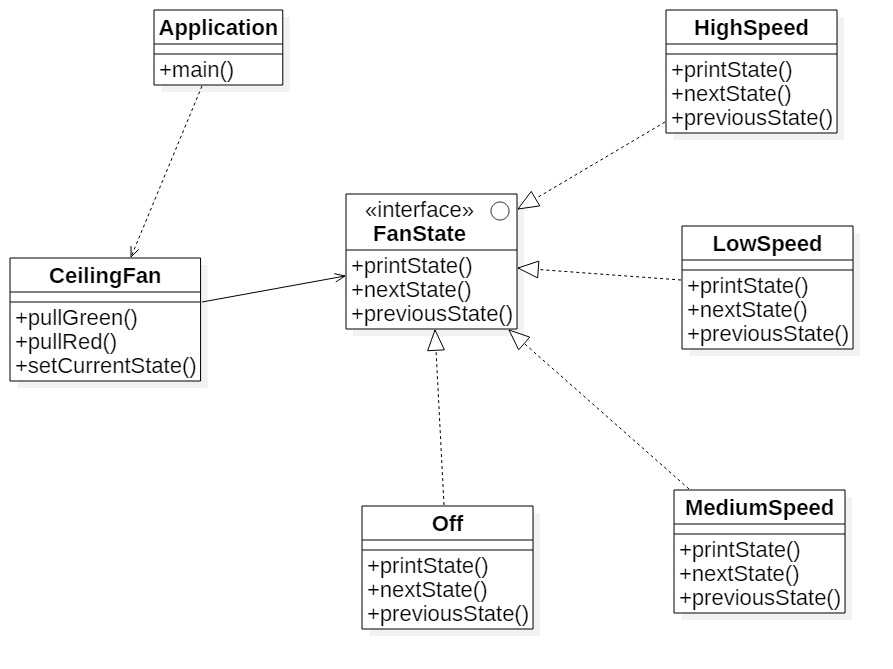 Application
+main()
HighSpeed
+printState()
+nextState()
+previousState()
«interface»
FanState
+printState()
+nextState()
+previousState()
LowSpeed
+printState()
+nextState()
+previousState()
CeilingFan
+pullGreen()
+pullRed()
+setCurrentState()
Off
+printState()
+nextState()
+previousState()
MediumSpeed
+printState()
+nextState()
+previousState()